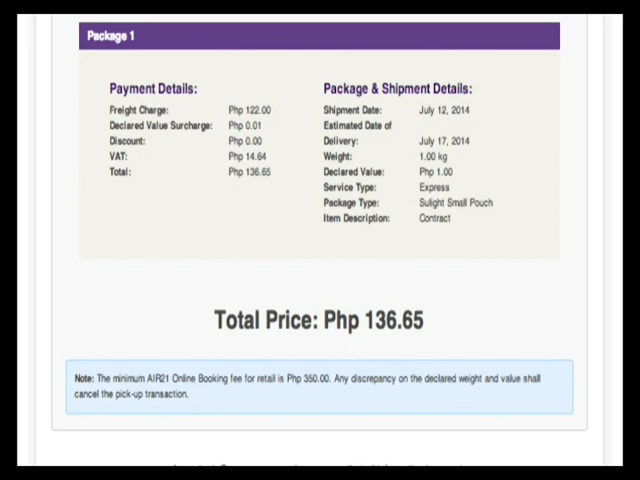 Package 1
Payment Details:
Freight Charge: Php 122.00
Declared Value Surcharge: Php 0.01
Discount: Php 0.00
VAT: Php 14.64
Total: Php 136.65
Package & Shipment Details:
Shipment Date: July 12, 2014
Estimated Date of
Delivery: July 17, 2014
Weight: 1.00 kg
Declared Value: Php 1.00
Service Type: Express
Package Type: Sulight Small Pouch
Item Description: Contract
Total Price: Php 136.65
Note: The minimum AIR21 Online Booking fee for retail is Php 350.00. Any discrepancy on the declared weight and value shall
cancel the pick-up transaction.